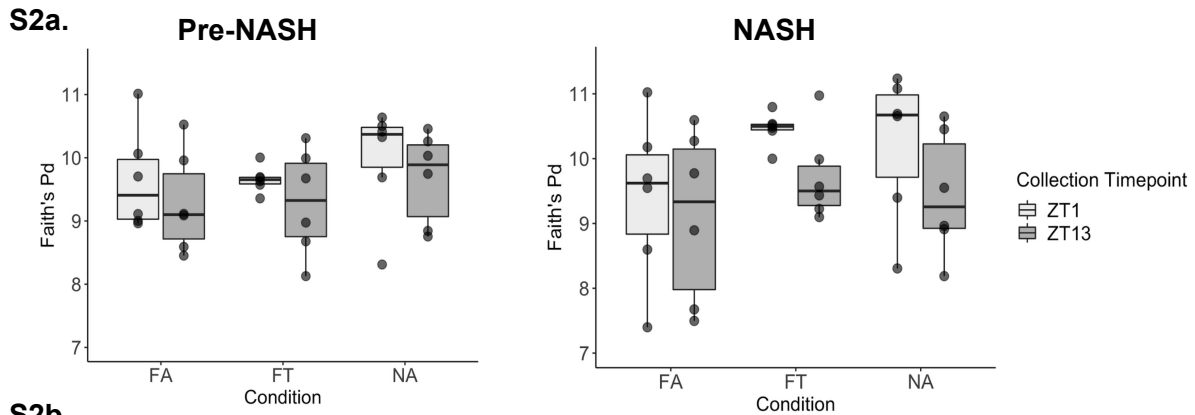 S2a.
Pre-NASH
NASH
11
10
9
8
7
Faith's Pd
FA FT NA
Condition
11
10
9
8
7
Faith's Pd
FA FT NA
Condition
Collection Timepoint
ZT1
ZT13
S2b.